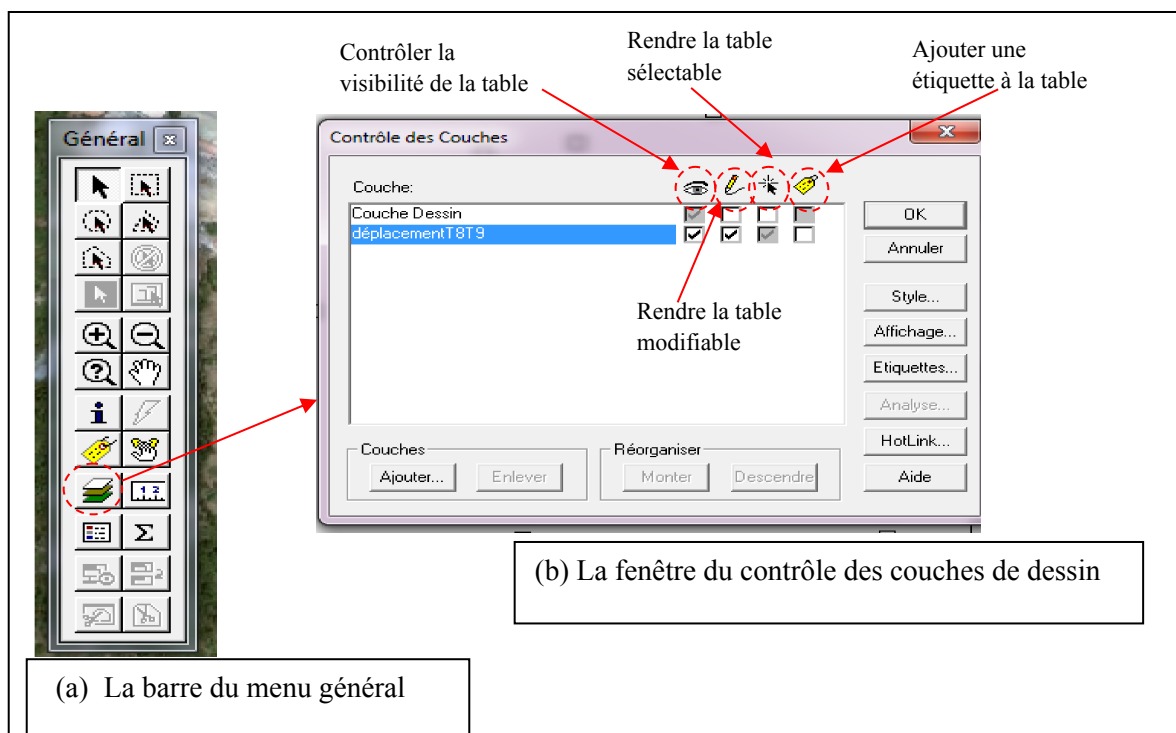 Contrôler la
visibilité de la table
Rendre la table
sélectable
Ajouter une
étiquette à la table
Général
Contrôle des Couches
Couche:
Couche Dessin
déplacementT8T9
OK
Annuler
Style...
Affichage...
Etiquettes...
Analyse...
HotLink...
Aide
Rendre la table
modifiable
Couches
Ajouter...
Enlever
Réorganiser
Monter
Descendre
(b) La fenêtre du contrôle des couches de dessin
(a) La barre du menu général